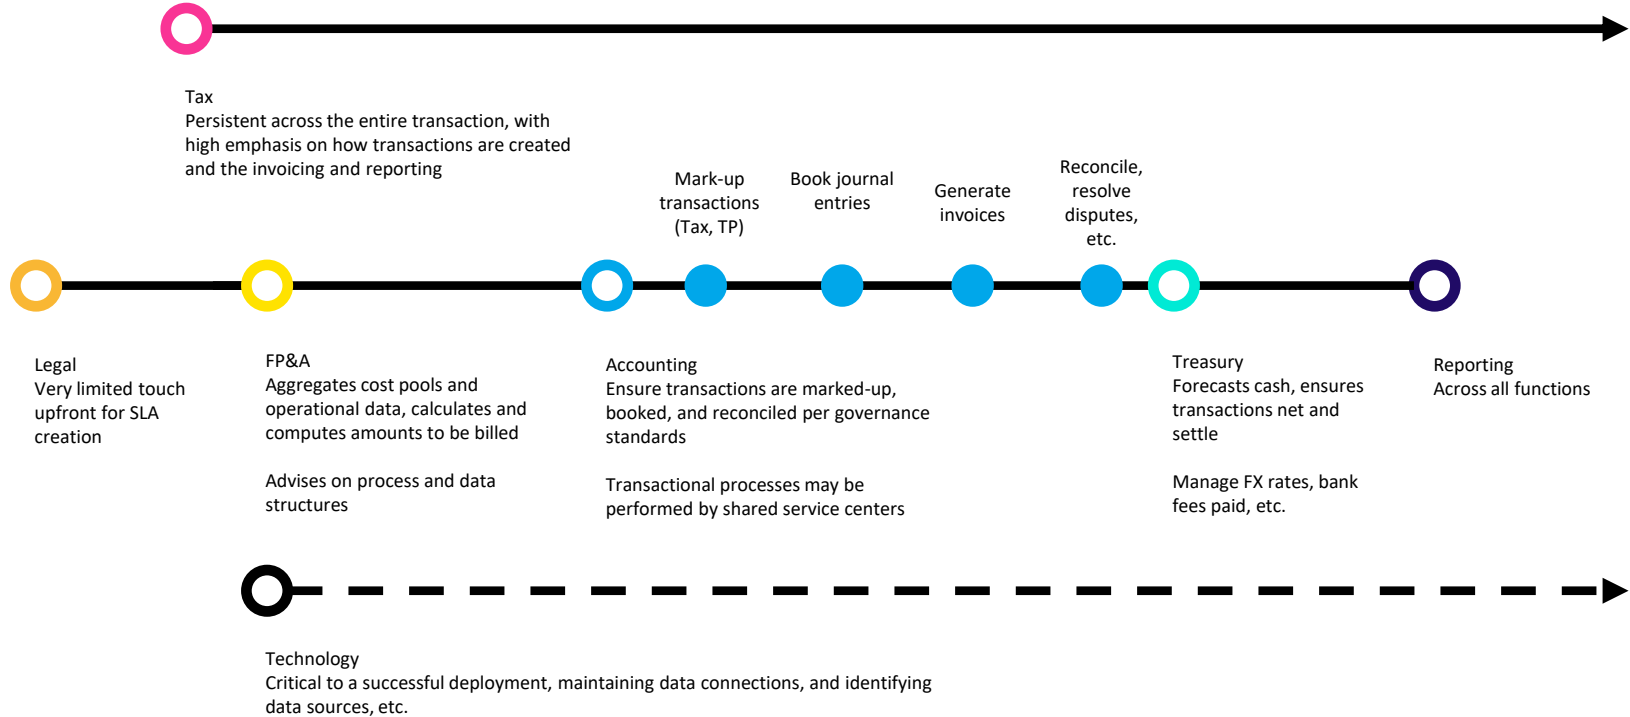 Tax
Persistent across the entire transaction, with
high emphasis on how transactions are created
and the invoicing and reporting
Mark-up
transactions
(Tax, TP)
Book journal
entries
Generate
invoices
Reconcile,
resolve
disputes,
etc.
Legal
Very limited touch
upfront for SLA
creation
FP&A
Aggregates cost pools and
operational data, calculates and
computes amounts to be billed
Advises on process and data
structures
Accounting
Ensure transactions are marked-up,
booked, and reconciled per governance
standards
Transactional processes may be
performed by shared service centers
Treasury
Forecasts cash, ensures
transactions net and
settle
Manage FX rates, bank
fees paid, etc.
Reporting
Across all functions
Technology
Critical to a successful deployment, maintaining data connections, and identifying
data sources, etc.